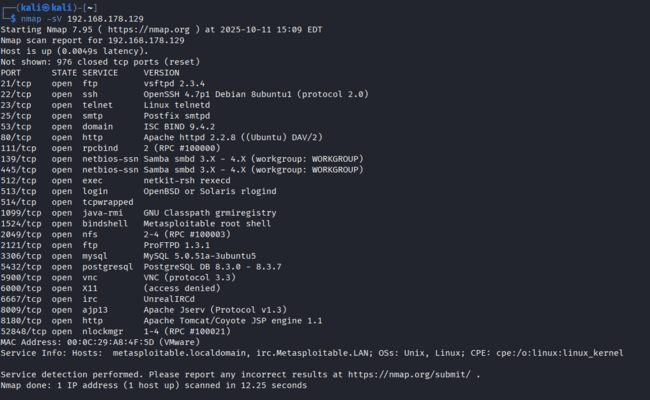 ┌──(kali㉿kali)-[~]
└─$ nmap -sV 192.168.178.129
Starting Nmap 7.95 ( https://nmap.org ) at 2025-10-11 15:09 EDT
Nmap scan report for 192.168.178.129
Host is up (0.0049s latency).
Not shown: 976 closed tcp ports (reset)
PORT      STATE SERVICE     VERSION
21/tcp    open  ftp         vsftpd 2.3.4
22/tcp    open  ssh         OpenSSH 4.7p1 Debian 8ubuntu1 (protocol 2.0)
23/tcp    open  telnet      Linux telnetd
25/tcp    open  smtp        Postfix smtpd
53/tcp    open  domain      ISC BIND 9.4.2
80/tcp    open  http        Apache httpd 2.2.8 ((Ubuntu) DAV/2)
111/tcp   open  rpcbind     2 (RPC #100000)
139/tcp   open  netbios-ssn Samba smbd 3.X - 4.X (workgroup: WORKGROUP)
445/tcp   open  netbios-ssn Samba smbd 3.X - 4.X (workgroup: WORKGROUP)
512/tcp   open  exec        netkit-rsh rexecd
513/tcp   open  login       OpenBSD or Solaris rlogind
514/tcp   open  tcpwrapped
1099/tcp  open  java-rmi    GNU Classpath grmiregistry
1524/tcp  open  bindshell   Metasploitable root shell
2049/tcp  open  nfs         2-4 (RPC #100003)
2121/tcp  open  ftp         ProFTPD 1.3.1
3306/tcp  open  mysql       MySQL 5.0.51a-3ubuntu5
5432/tcp  open  postgresql  PostgreSQL DB 8.3.0 - 8.3.7
5900/tcp  open  vnc         VNC (protocol 3.3)
6000/tcp  open  X11         (access denied)
6667/tcp  open  irc         UnrealIRCd
8009/tcp  open  ajp13       Apache Jserv (Protocol v1.3)
8180/tcp  open  http        Apache Tomcat/Coyote JSP engine 1.1
52848/tcp open  nlockmgr    1-4 (RPC #100021)
MAC Address: 00:0C:29:A8:4F:5D (VMware)
Service Info: Hosts:  metasploitable.localdomain, irc.Metasploitable.LAN; OSs: Unix, Linux; CPE: cpe:/o:linux:linux_kernel
Service detection performed. Please report any incorrect results at https://nmap.org/submit/ .
Nmap done: 1 IP address (1 host up) scanned in 12.25 seconds